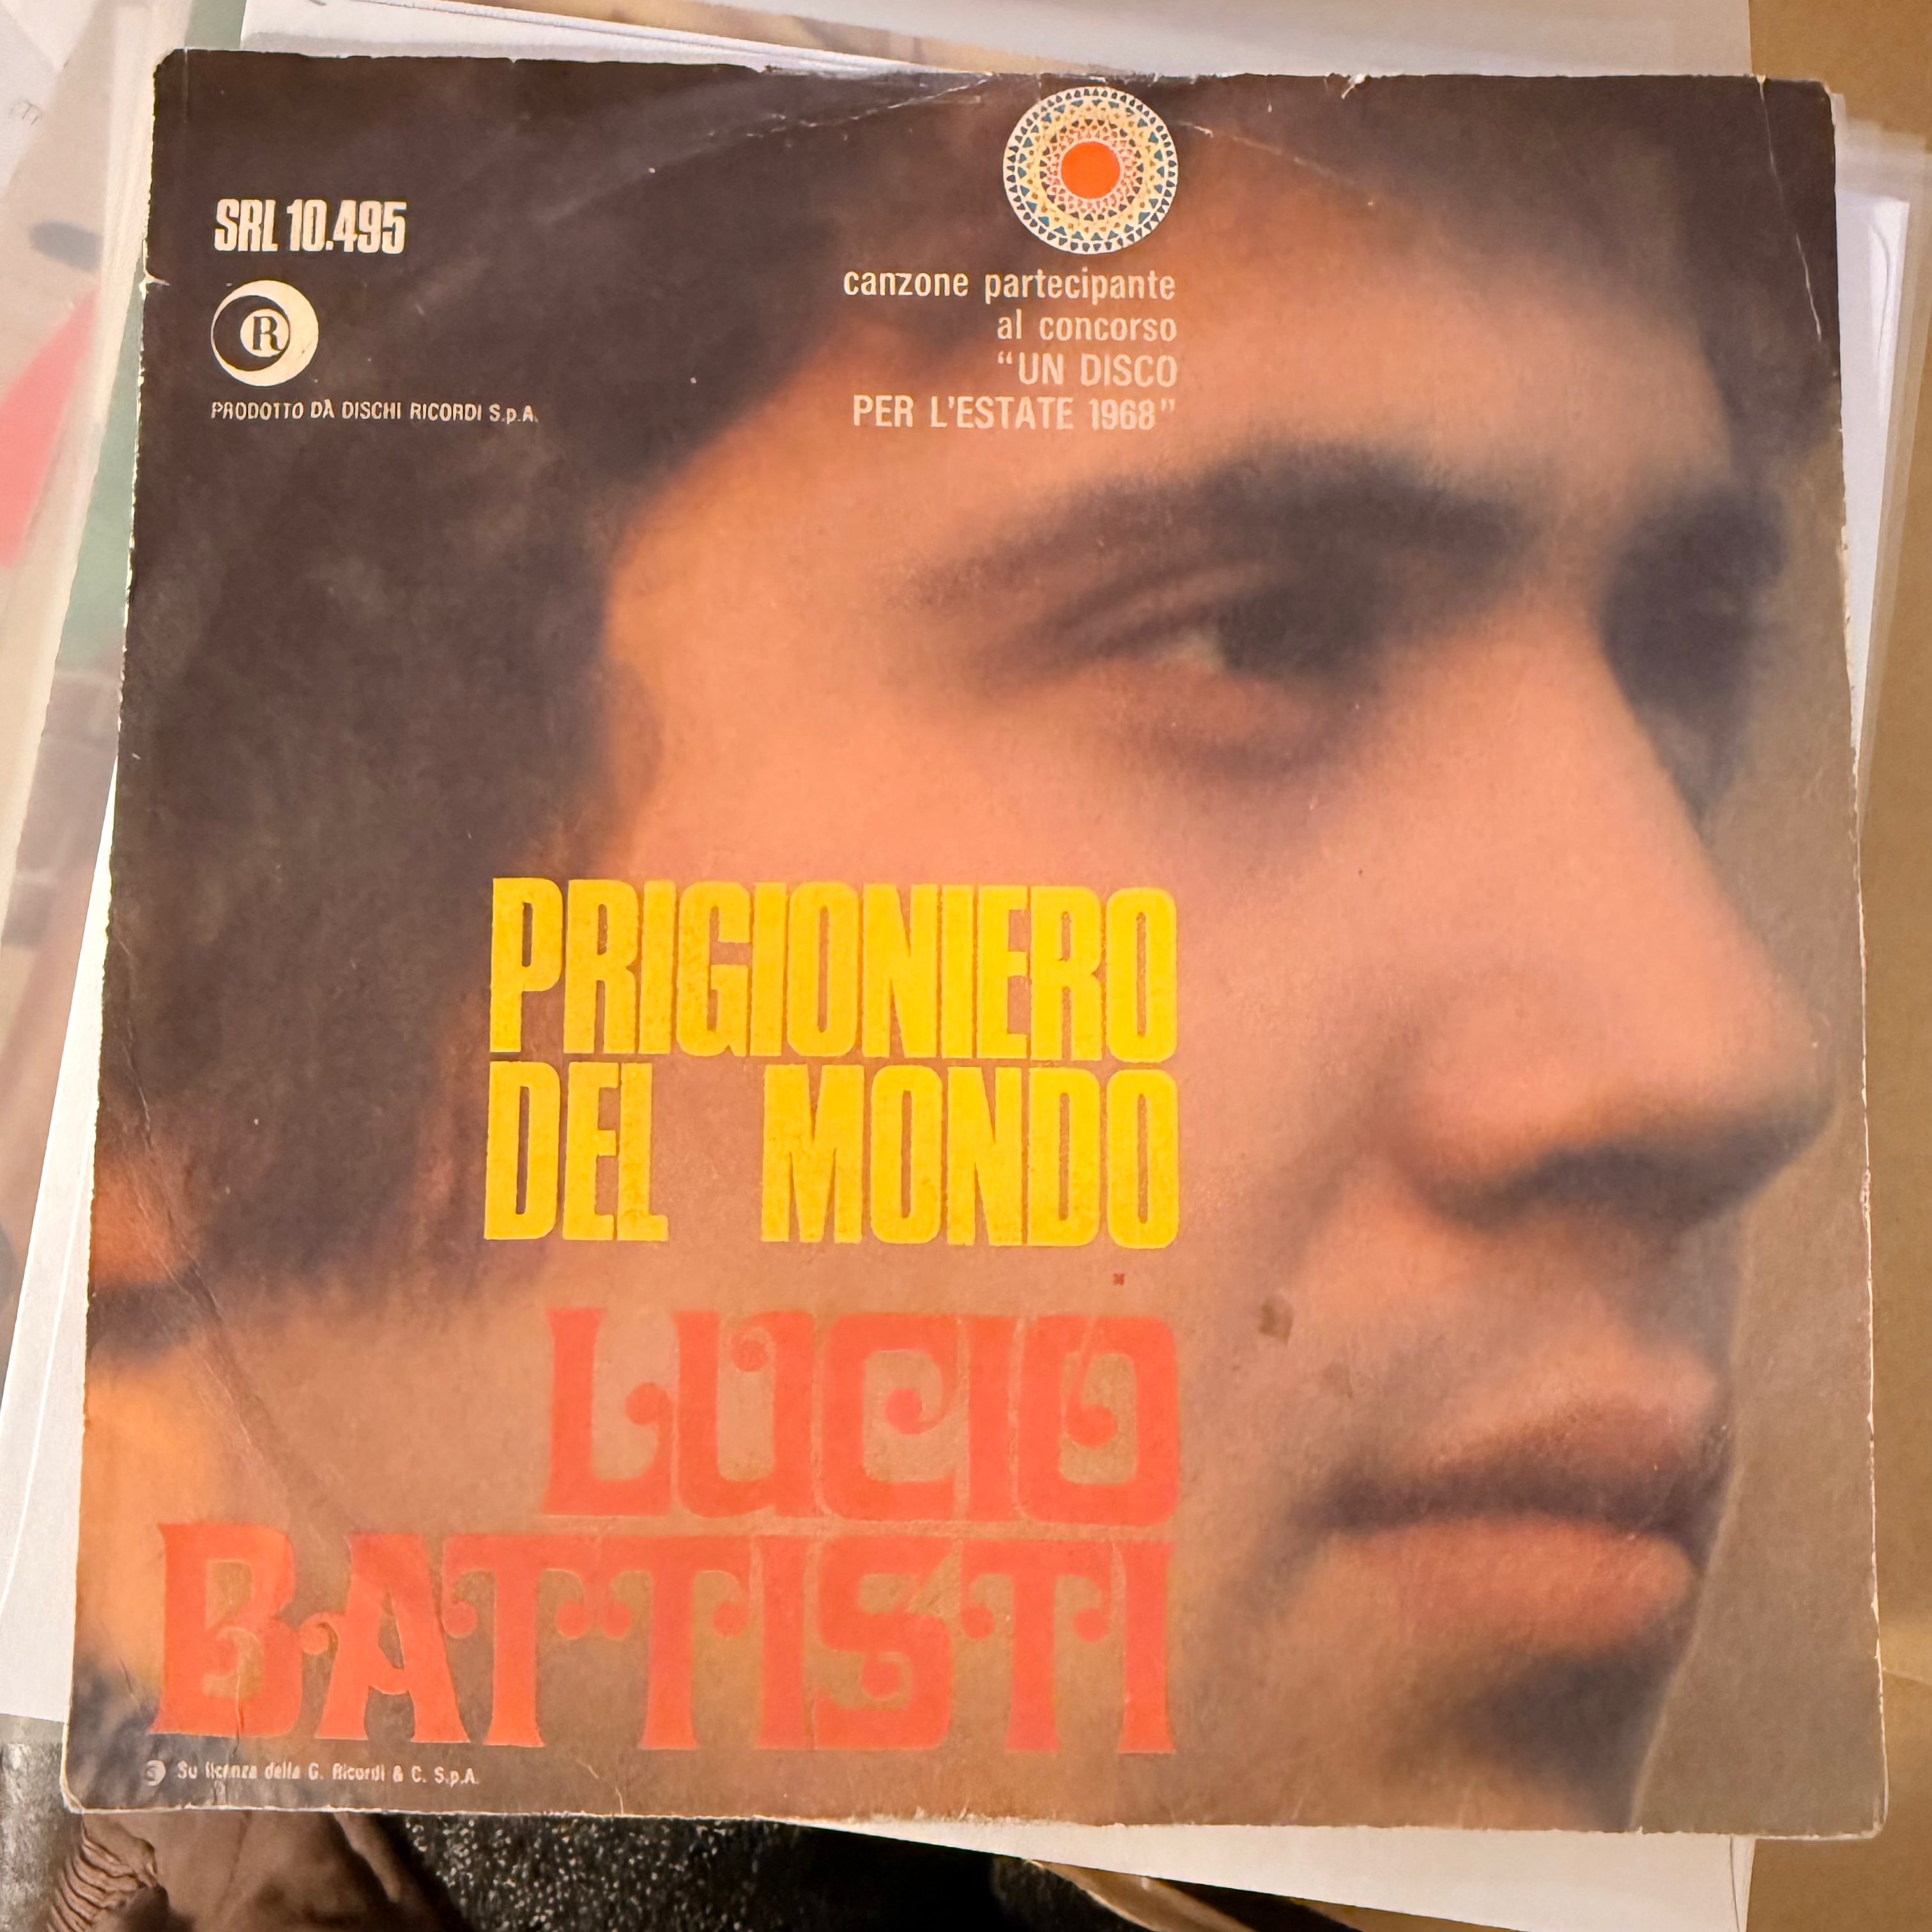 SRL 10.495
R
PRODOTTO DA DISCHI RICORDI S.p.A.
canzone partecipante
al concorso
“UN DISCO
PER L'ESTATE 1968”
PRIGIONIERO
DEL MONDO
LUCIO
BATTISTI
Su licenza della G. Ricordi & C. S.p.A.